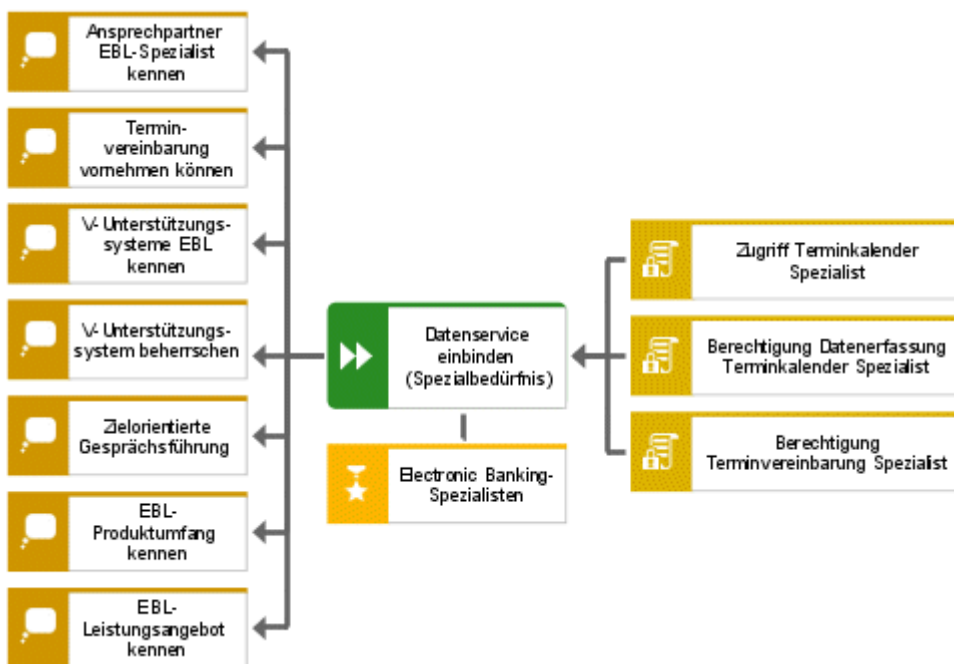 Ansprechpartner
EBL-Spezialist
kennen
Termin-
vereinbarung
vornehmen können
V- Unterstützungs-
systeme EBL
kennen
V- Unterstützungs-
system beherrschen
Zielorientierte
Gesprächsführung
EBL-
Produktumfang
kennen
EBL-
Leistungsangebot
kennen
Datenservice
einbinden
(Spezialbedürfnis)
Electronic Banking-
Spezialisten
Zugriff Terminkalender
Spezialist
Berechtigung Datenerfassung
Terminkalender Spezialist
Berechtigung
Terminvereinbarung Spezialist